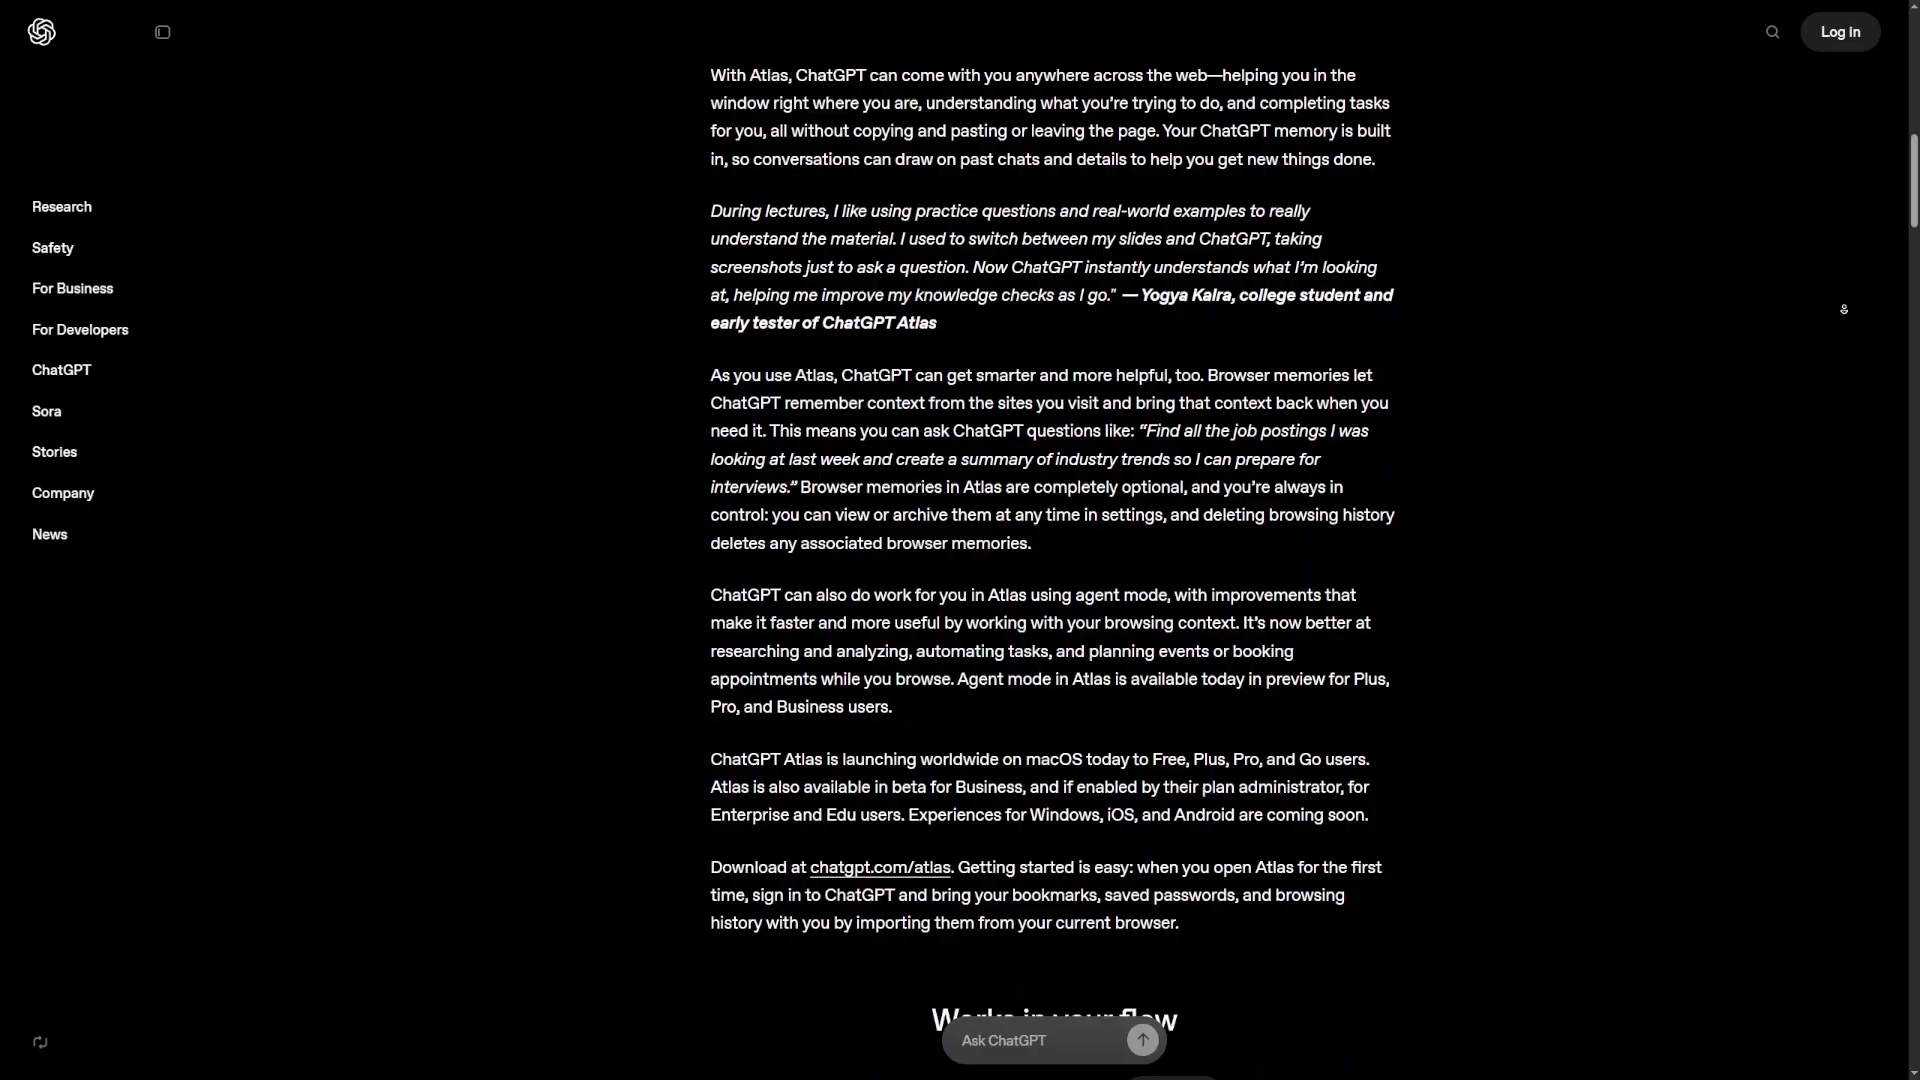 Log in
Research
Safety
For Business
For Developers
ChatGPT
Sora
Stories
Company
News
With Atlas, ChatGPT can come with you anywhere across the web—helping you in the
window right where you are, understanding what you’re trying to do, and completing tasks
for you, all without copying and pasting or leaving the page. Your ChatGPT memory is built
in, so conversations can draw on past chats and details to help you get new things done.
During lectures, I like using practice questions and real-world examples to really
understand the material. I used to switch between my slides and ChatGPT, taking
screenshots just to ask a question. Now ChatGPT instantly understands what I’m looking
at, helping me improve my knowledge checks as I go." — Yogya Kalra, college student and
early tester of ChatGPT Atlas
As you use Atlas, ChatGPT can get smarter and more helpful, too. Browser memories let
ChatGPT remember context from the sites you visit and bring that context back when you
need it. This means you can ask ChatGPT questions like: “Find all the job postings I was
looking at last week and create a summary of industry trends so I can prepare for
interviews.” Browser memories in Atlas are completely optional, and you’re always in
control: you can view or archive them at any time in settings, and deleting browsing history
deletes any associated browser memories.
ChatGPT can also do work for you in Atlas using agent mode, with improvements that
make it faster and more useful by working with your browsing context. It’s now better at
researching and analyzing, automating tasks, and planning events or booking
appointments while you browse. Agent mode in Atlas is available today in preview for Plus,
Pro, and Business users.
ChatGPT Atlas is launching worldwide on macOS today to Free, Plus, Pro, and Go users.
Atlas is also available in beta for Business, and if enabled by their plan administrator, for
Enterprise and Edu users. Experiences for Windows, iOS, and Android are coming soon.
Download at chatgpt.com/atlas. Getting started is easy: when you open Atlas for the first
time, sign in to ChatGPT and bring your bookmarks, saved passwords, and browsing
history with you by importing them from your current browser.
Works in your flow
Ask ChatGPT